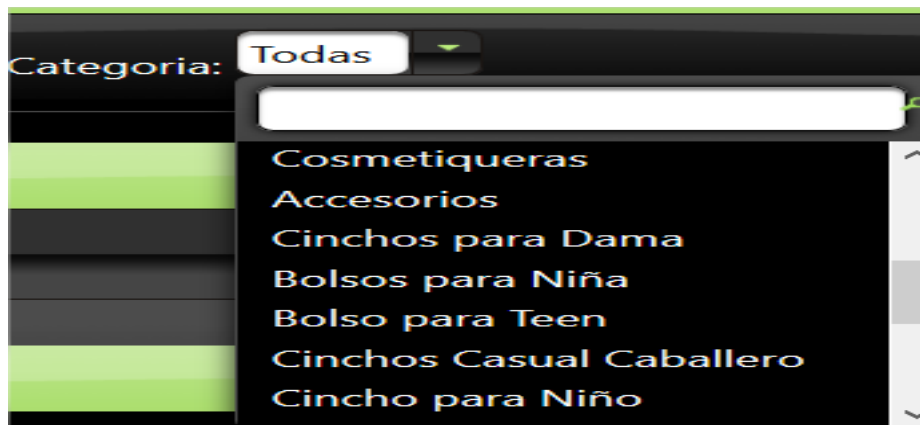 Categoria: Todas
Cosmetiqueras
Accesorios
Cinchos para Dama
Bolsos para Niña
Bolso para Teen
Cinchos Casual Caballero
Cincho para Niño